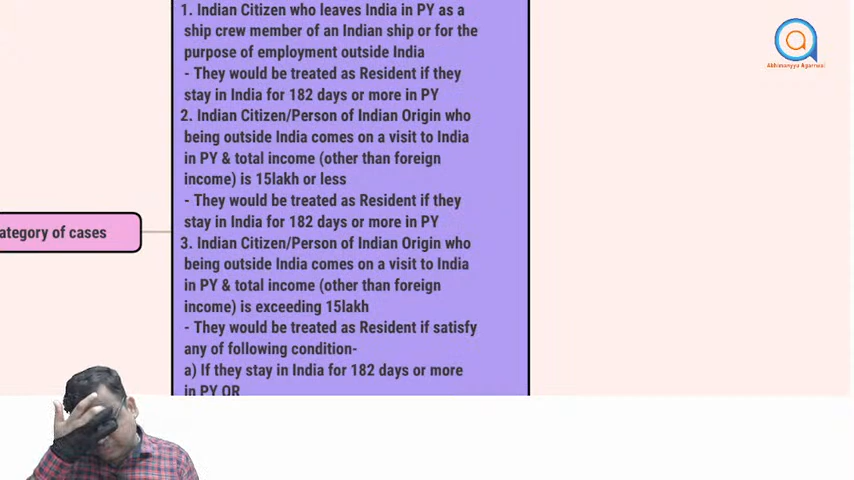 1. Indian Citizen who leaves India in PY as a
ship crew member of an Indian ship or for the
purpose of employment outside India
- They would be treated as Resident if they
stay in India for 182 days or more in PY
2. Indian Citizen/Person of Indian Origin who
being outside India comes on a visit to India
in PY & total income (other than foreign
income) is 15lakh or less
- They would be treated as Resident if they
stay in India for 182 days or more in PY
3. Indian Citizen/Person of Indian Origin who
being outside India comes on a visit to India
in PY & total income (other than foreign
income) is exceeding 15lakh
- They would be treated as Resident if satisfy
any of following condition-
a) If they stay in India for 182 days or more
in PY OR
ategory of cases
Abhimanyyu Agarrwal